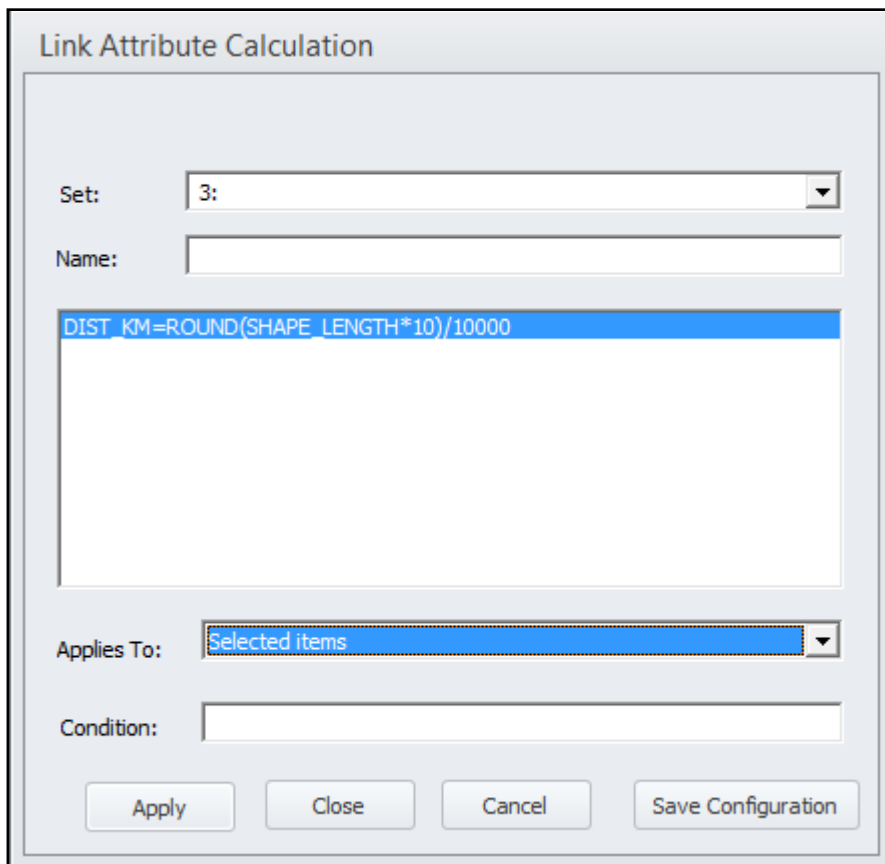 Link Attribute Calculation
Set: 3:
Name:
DIST_KM=ROUND(SHAPE_LENGTH*10)/10000
Applies To: Selected items
Condition:
Apply Close Cancel Save Configuration